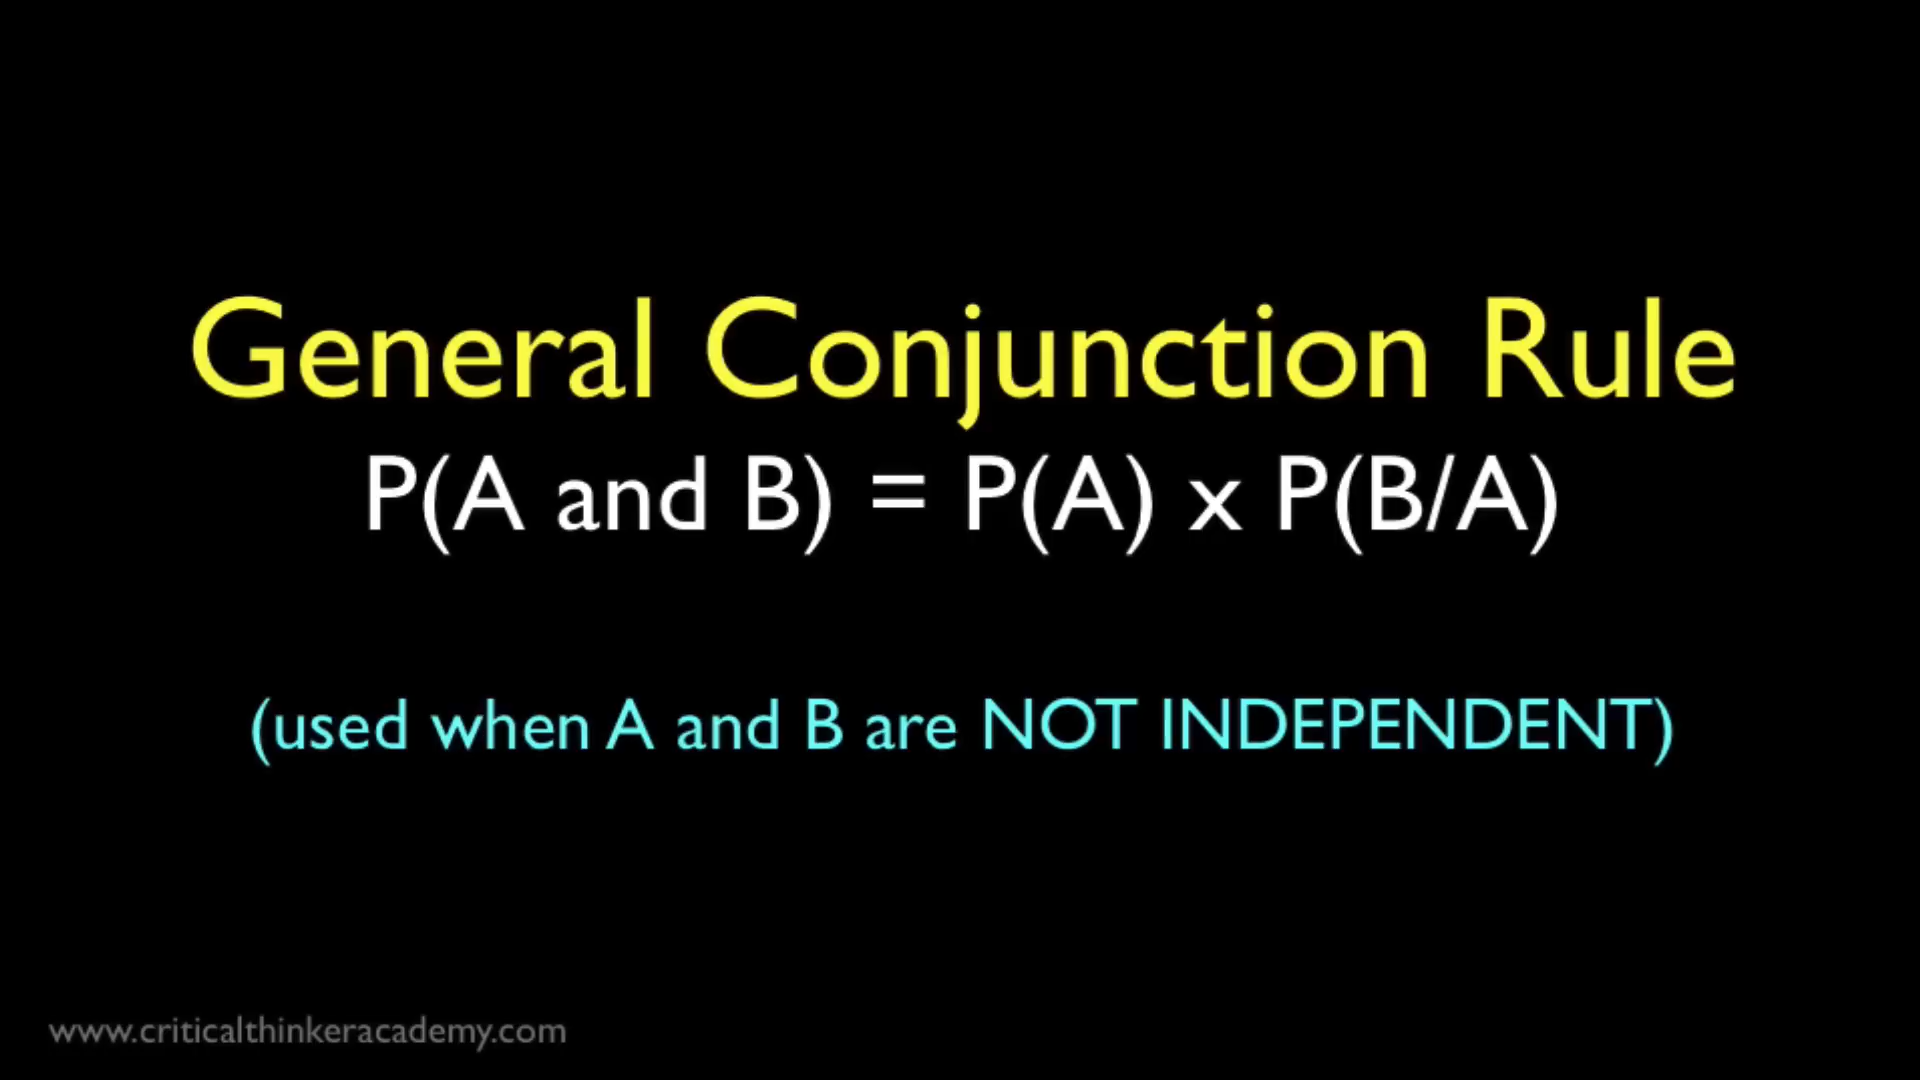 General Conjunction Rule
P(A and B) = P(A) x P(B/A)
(used when A and B are NOT INDEPENDENT)
www.criticalthinkeracademy.com